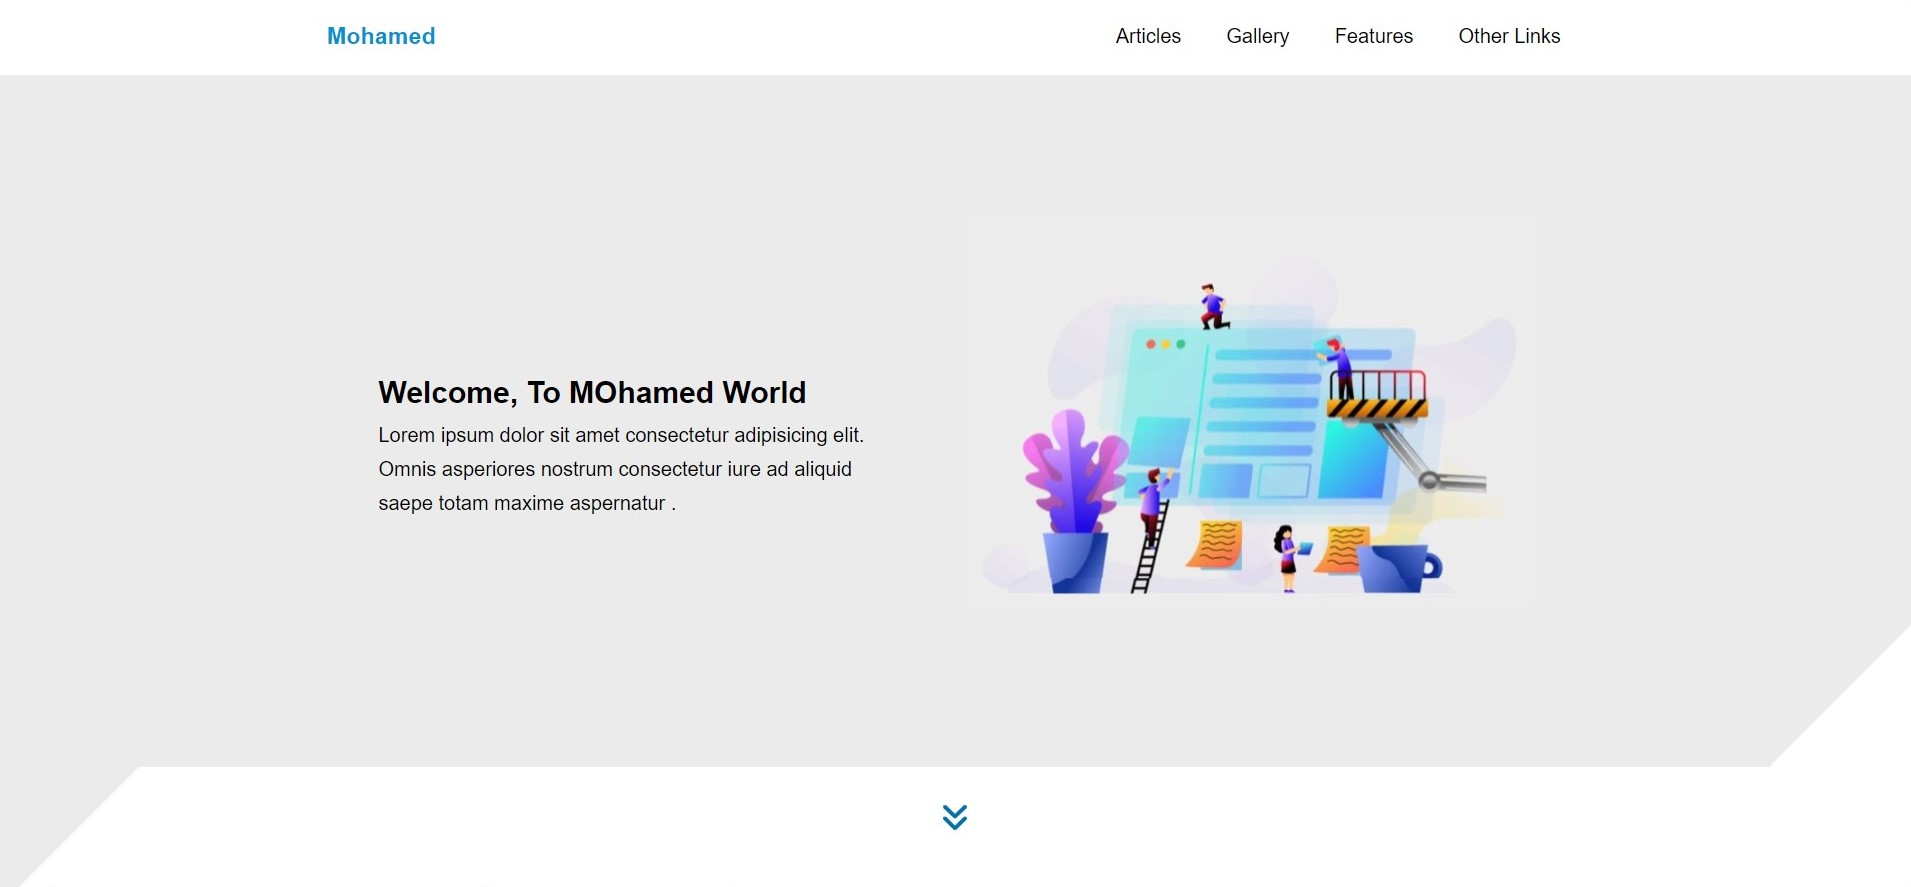 Mohamed
Articles Gallery Features Other Links
Welcome, To MOhamed World
Lorem ipsum dolor sit amet consectetur adipisicing elit.
Omnis asperiores nostrum consectetur iure ad aliquid
saepe totam maxime aspernatur .